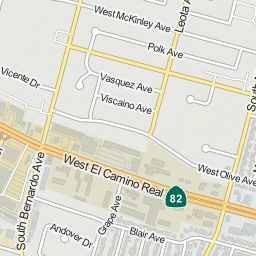 West McKinley Ave
Leota A
Polk Ave
Vicente Dr
Vasquez Ave
Viscaino Ave
South
West Olive Ave
West El Camino Real
82
South Bernardo Ave
Grape Ave
Andover Dr
Blair Ave